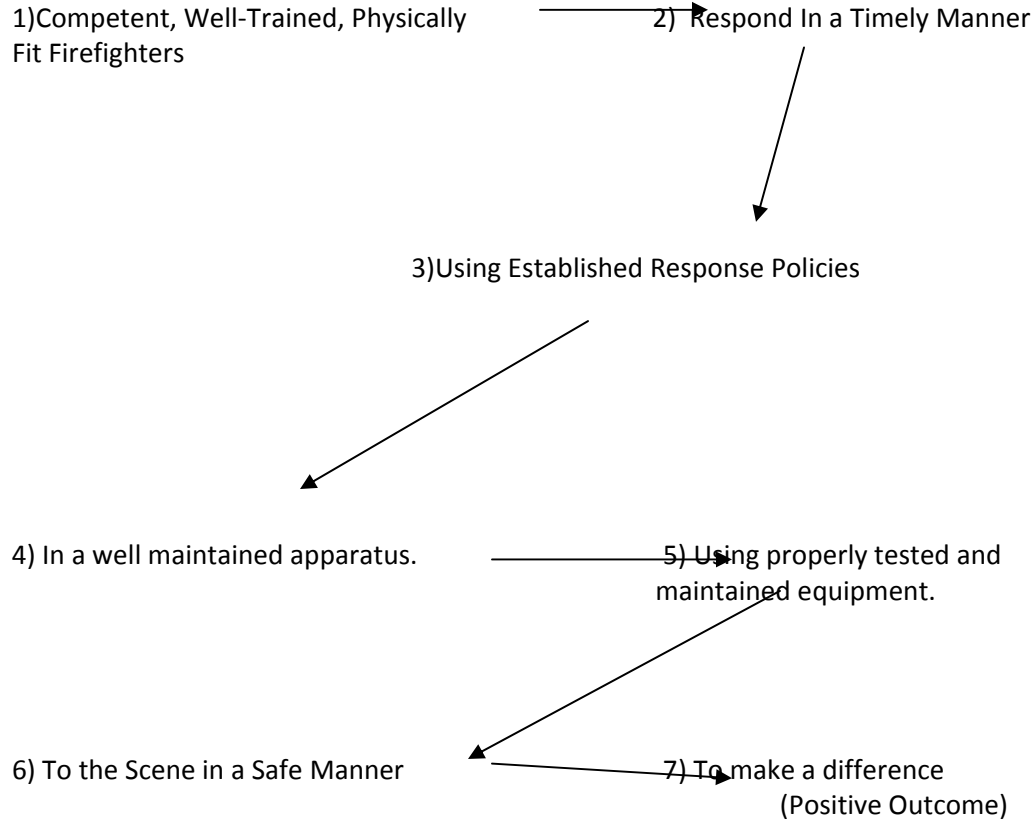 1)Competent, Well-Trained, Physically
Fit Firefighters
2) Respond In a Timely Manner
3)Using Established Response Policies
4) In a well maintained apparatus.
5) Using properly tested and
maintained equipment.
6) To the Scene in a Safe Manner
7) To make a difference
(Positive Outcome)